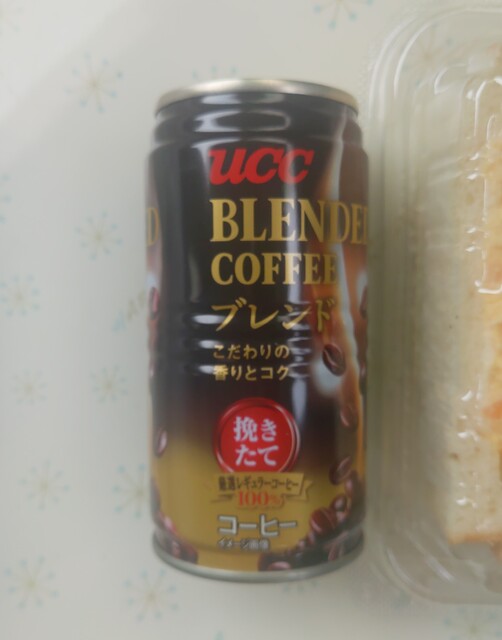 UCC
BLENDED
COFFEE
ブレンド
こだわりの
香りとコク
挽き
たて
厳選レギュラーコーヒー
100%
コーヒー
イメージ画像